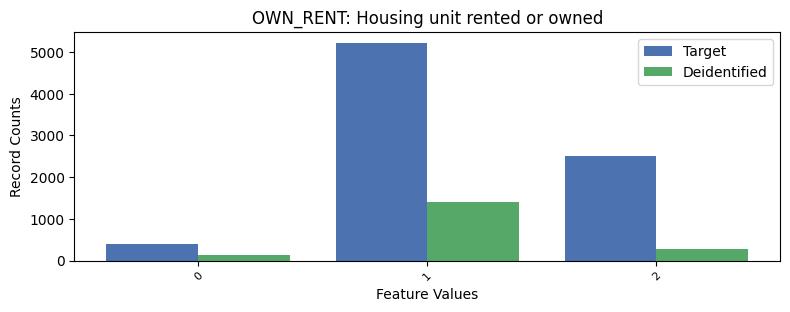 OWN_RENT: Housing unit rented or owned
Target
Deidentified
Record Counts
5000
4000
3000
2000
1000
0
0
1
2
Feature Values